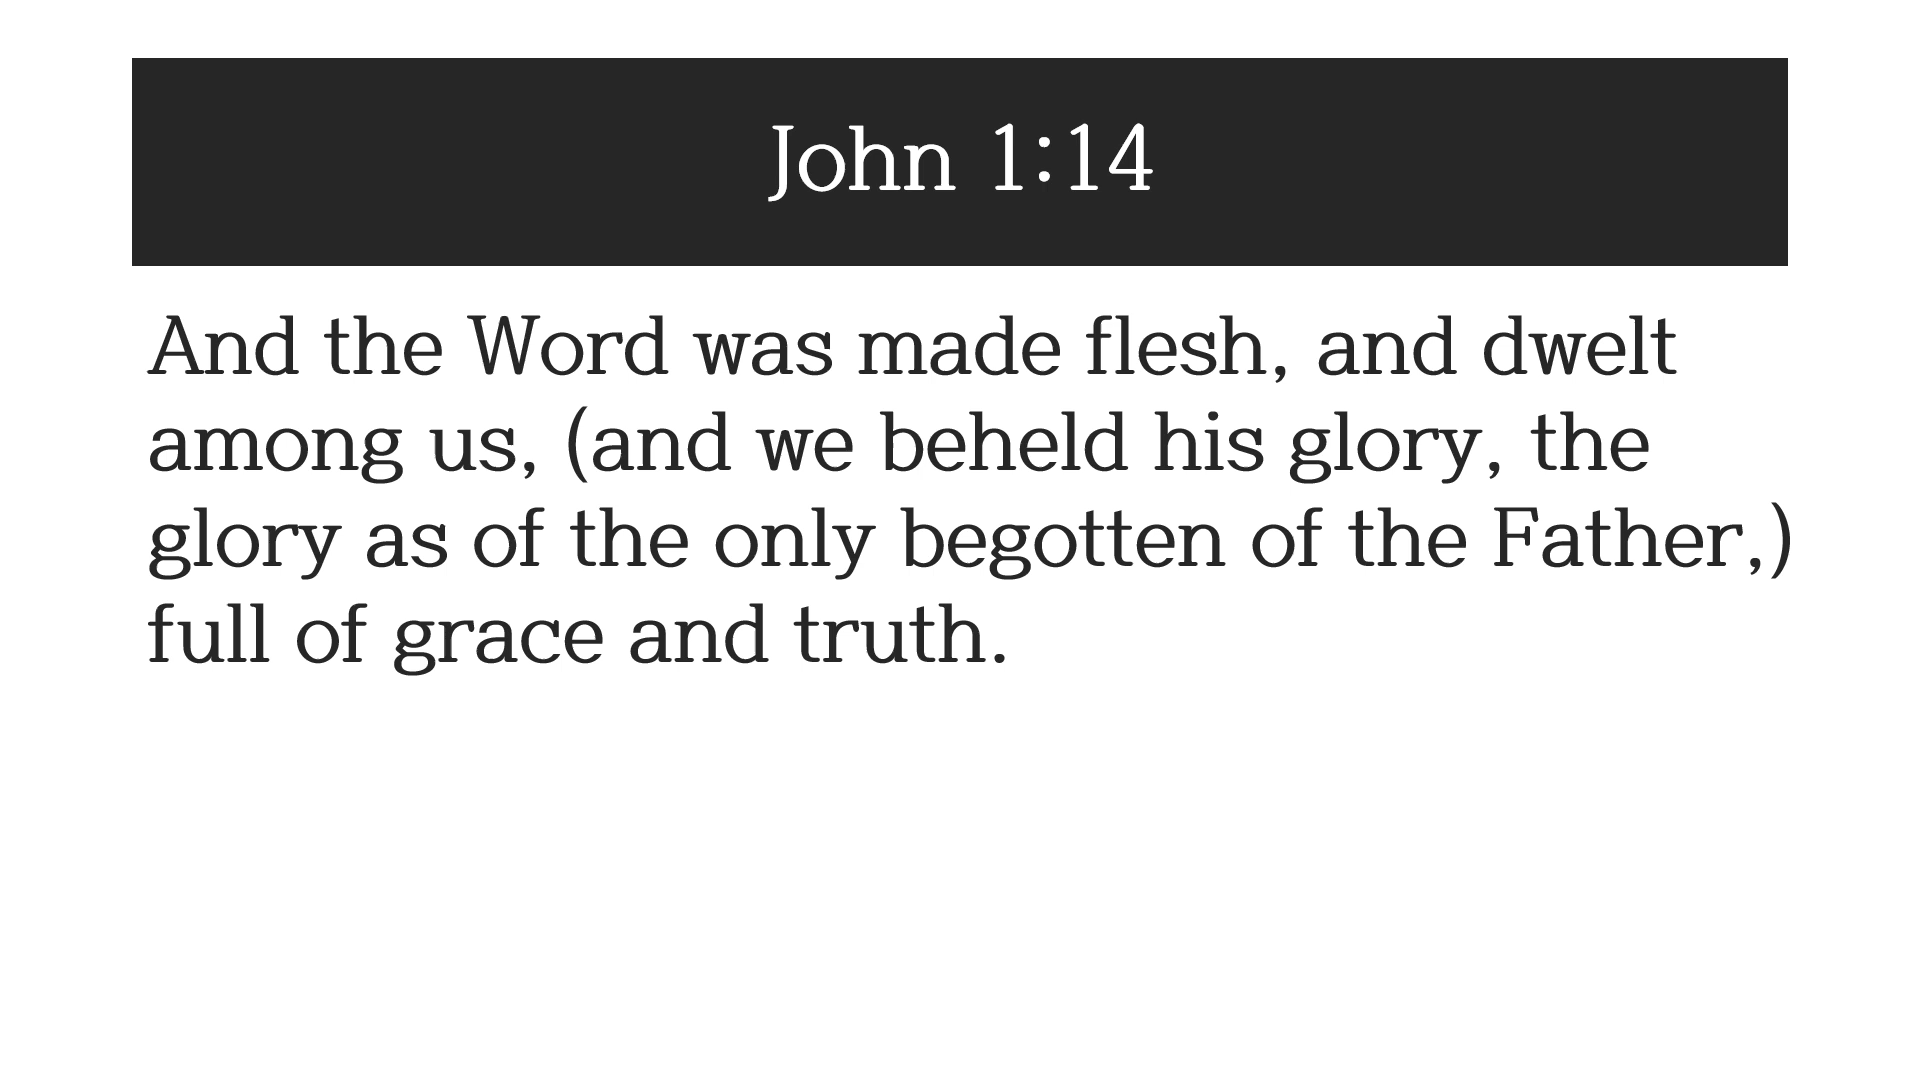 John 1:14
And the Word was made flesh, and dwelt
among us, (and we beheld his glory, the
glory as of the only begotten of the Father,)
full of grace and truth.